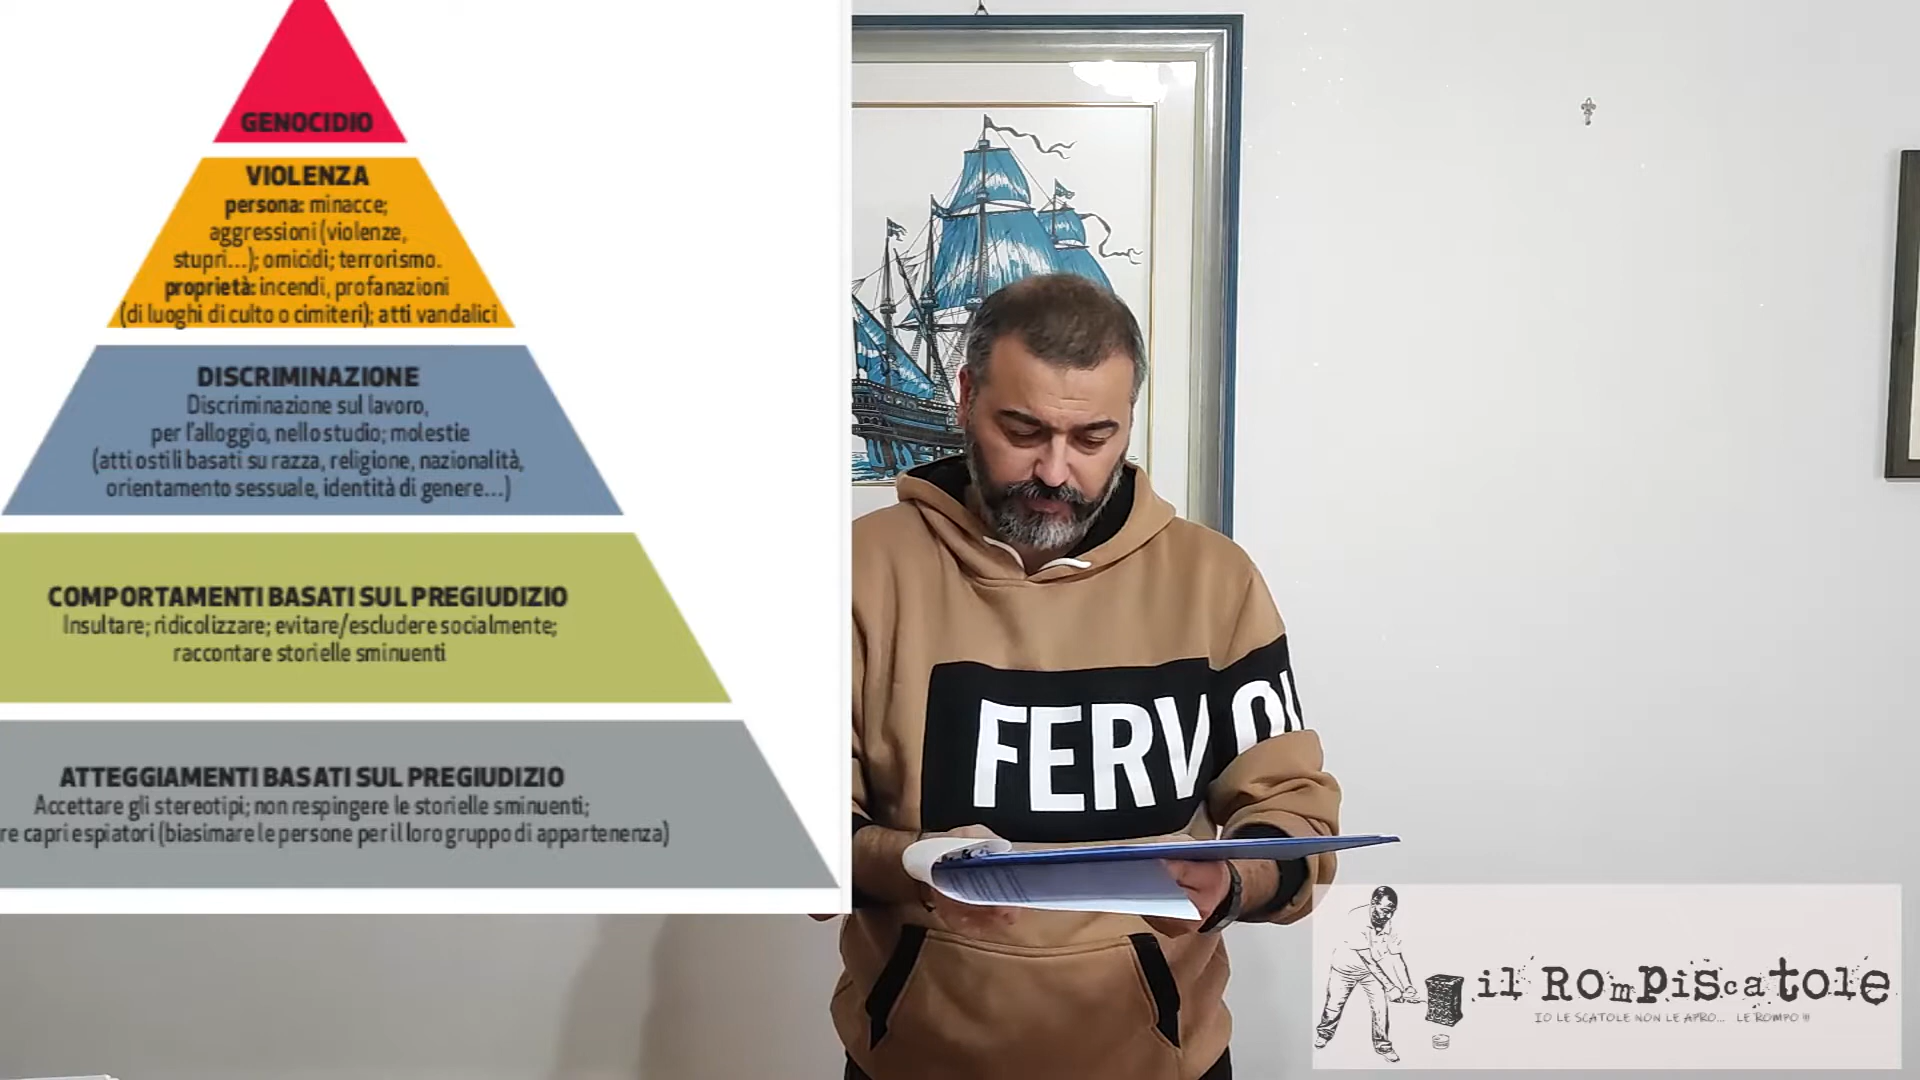 GENOCIDIO
VIOLENZA
persona: minacce;
aggressioni (violenze,
stupri...); omicidi; terrorismo.
proprietà: incendi, profanazioni
(di luoghi di culto o cimiteri); atti vandalici
DISCRIMINAZIONE
Discriminazione sul lavoro,
per l'alloggio, nello studio; molestie
(atti ostili basati su razza, religione, nazionalità,
orientamento sessuale, identità di genere...)
COMPORTAMENTI BASATI SUL PREGIUDIZIO
Insultare; ridicolizzare; evitare/escludere socialmente;
raccontare storielle sminuenti
ATTEGGIAMENTI BASATI SUL PREGIUDIZIO
Accettare gli stereotipi; non respingere le storielle sminuenti;
re capri espiatori (biasimare le persone per il loro gruppo di appartenenza)
FERV
il Rompiscatole
IO LE SCATOLE NON LE APRO... LE ROMPO !!!